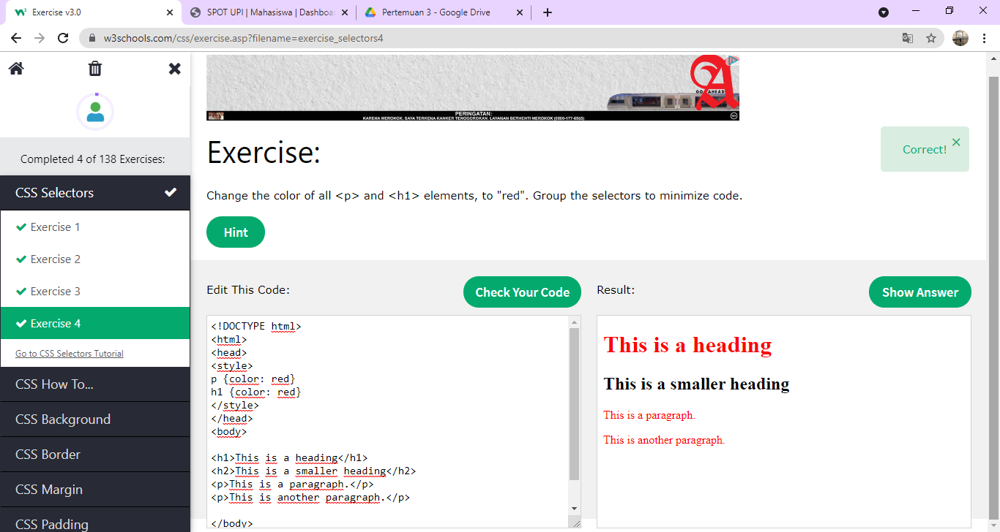 Exercise v3.0
SPOT UPI | Mahasiswa | Dashboa
Pertemuan 3 - Google Drive
w3schools.com/css/exercise.asp?filename=exercise_selectors4
A
GO AHEAD
PERINGATAN:
KARENA MEROKOK, SAYA TERKENA KANKER TENGGOROKAN. LAYANAN BERHENTI MEROKOK (0800-177-6565)
18+
Completed 4 of 138 Exercises:
CSS Selectors
Exercise 1
Exercise 2
Exercise 3
Exercise 4
Go to CSS Selectors Tutorial
CSS How To...
CSS Background
CSS Border
CSS Margin
CSS Padding
Exercise:
Correct!
Change the color of all <p> and <h1> elements, to "red". Group the selectors to minimize code.
Hint
Edit This Code:
Check Your Code
<!DOCTYPE html>
<html>
<head>
<style>
p {color: red}
h1 {color: red}
</style>
</head>
<body>
<h1>This is a heading</h1>
<h2>This is a smaller heading</h2>
<p>This is a paragraph.</p>
<p>This is another paragraph.</p>
</body>
Result:
Show Answer
This is a heading
This is a smaller heading
This is a paragraph.
This is another paragraph.